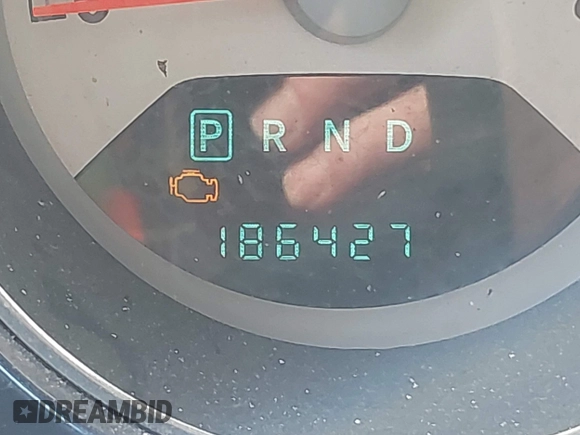 P R N D
186427
DREAMBID